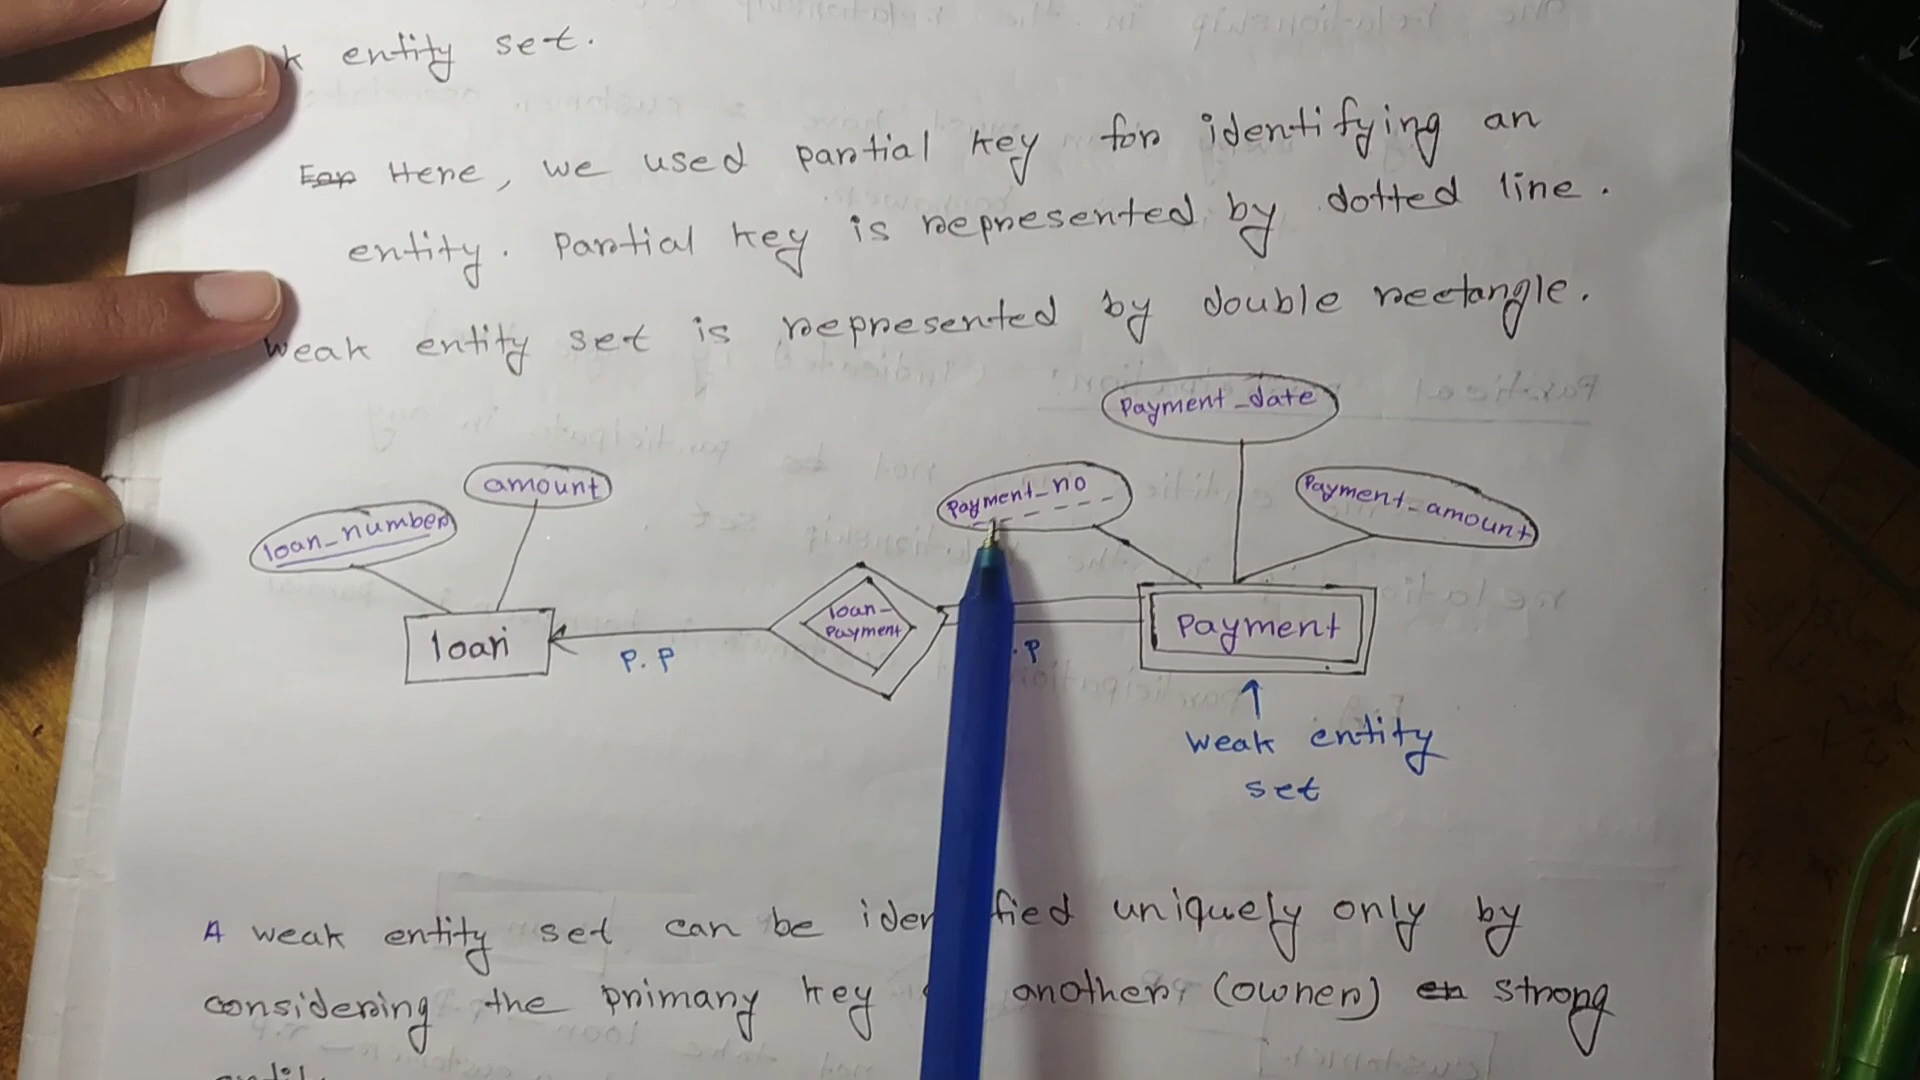 entity set.
Here, we used partial key for identifying an
entity. Partial key is represented by dotted line.
weak entity set is represented by double rectangle.
Payment_date
amount
Payment_no
Payment_amount
loan_number
loan-
Payment
loan
Payment
P.P
.P
weak entity
set
A weak entity set can be uniquely only by
considering the primary key another (owner) strong